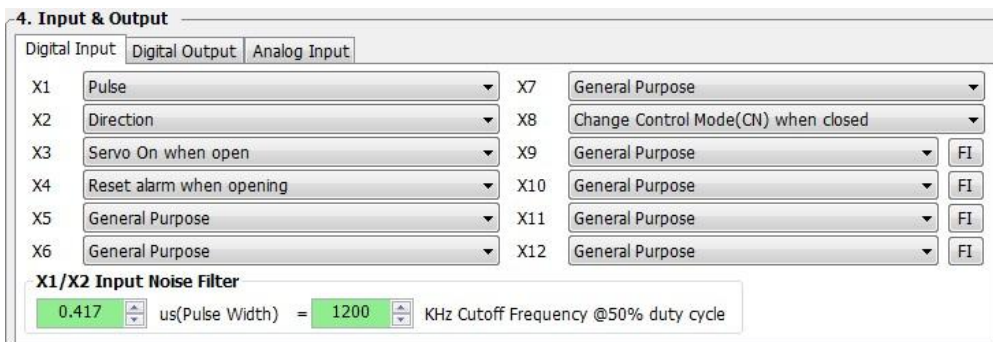 4. Input & Output
Digital Input Digital Output Analog Input
X1 Pulse X7 General Purpose
X2 Direction X8 Change Control Mode(CN) when closed
X3 Servo On when open X9 General Purpose FI
X4 Reset alarm when opening X10 General Purpose FI
X5 General Purpose X11 General Purpose FI
X6 General Purpose X12 General Purpose FI
X1/X2 Input Noise Filter
0.417 us(Pulse Width) = 1200 KHz Cutoff Frequency @50% duty cycle